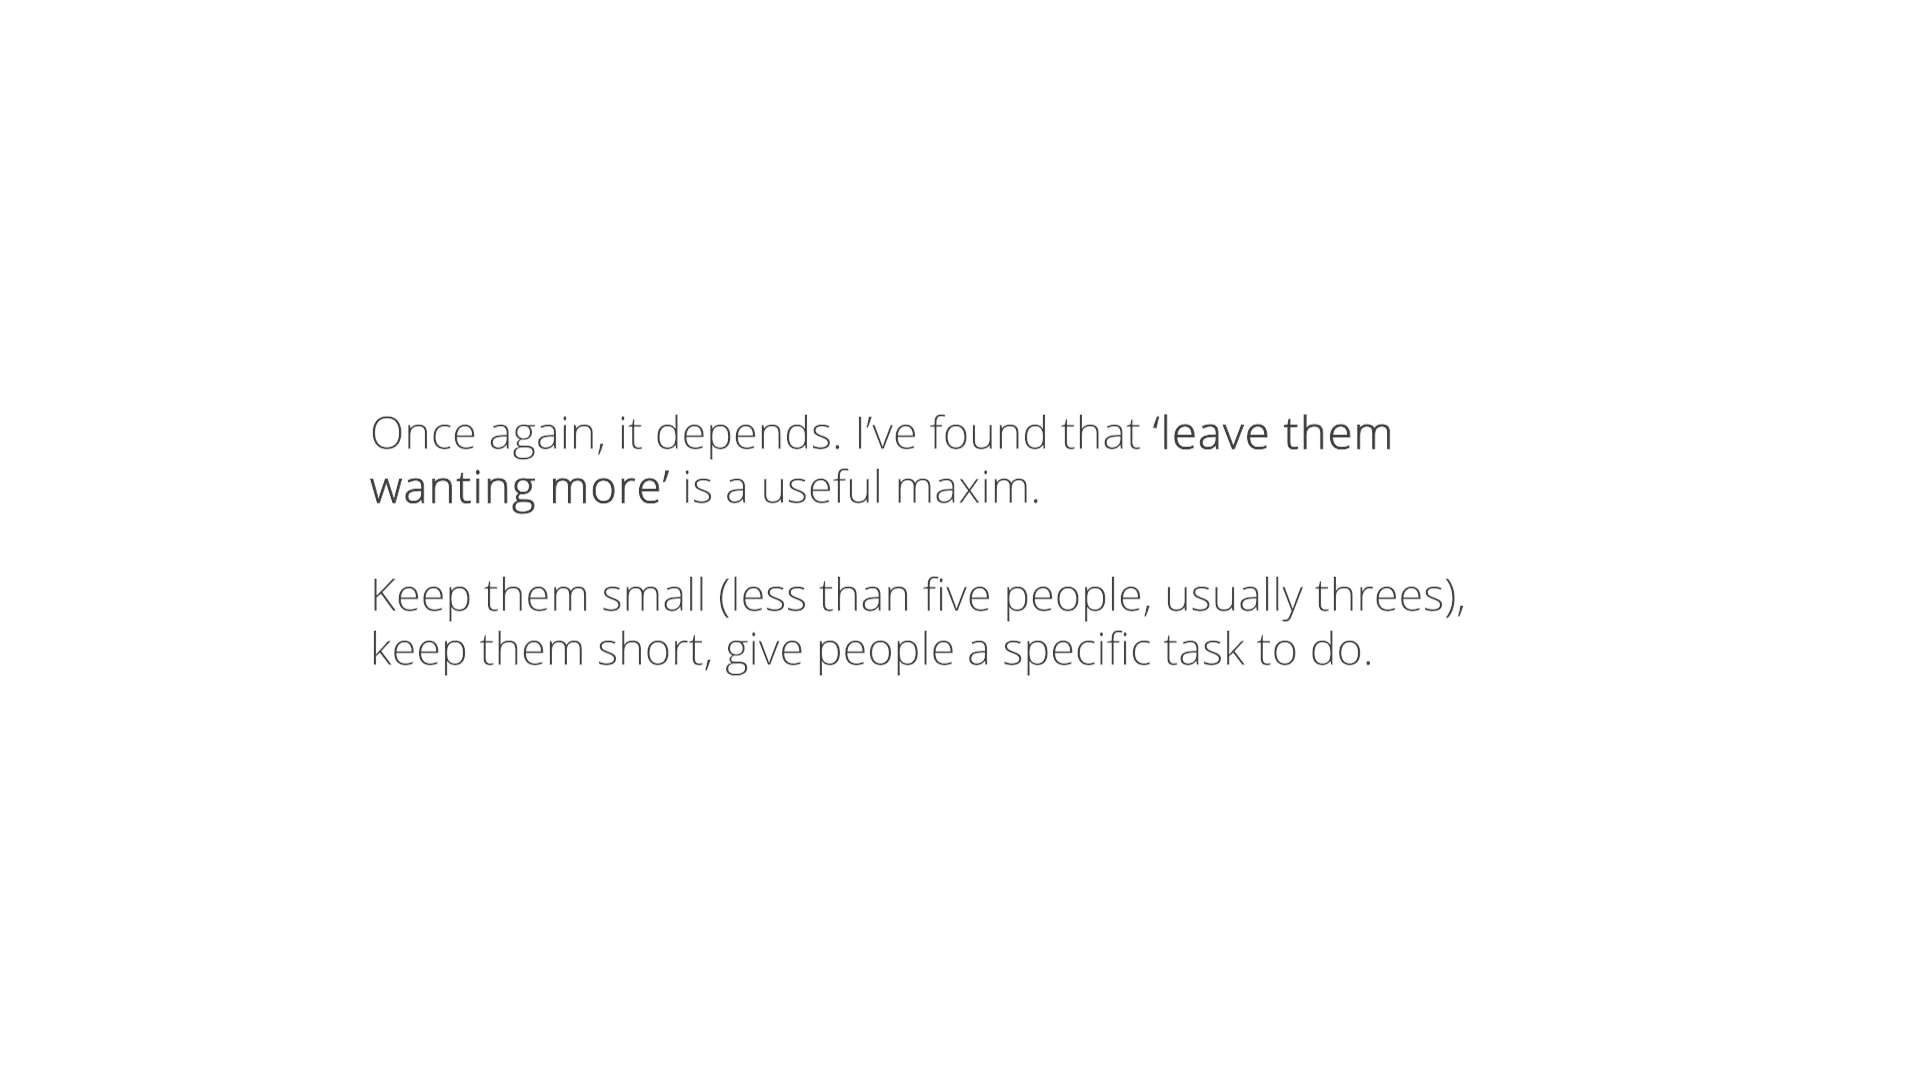 Once again, it depends. I’ve found that ‘leave them
wanting more’ is a useful maxim.
Keep them small (less than five people, usually threes),
keep them short, give people a specific task to do.